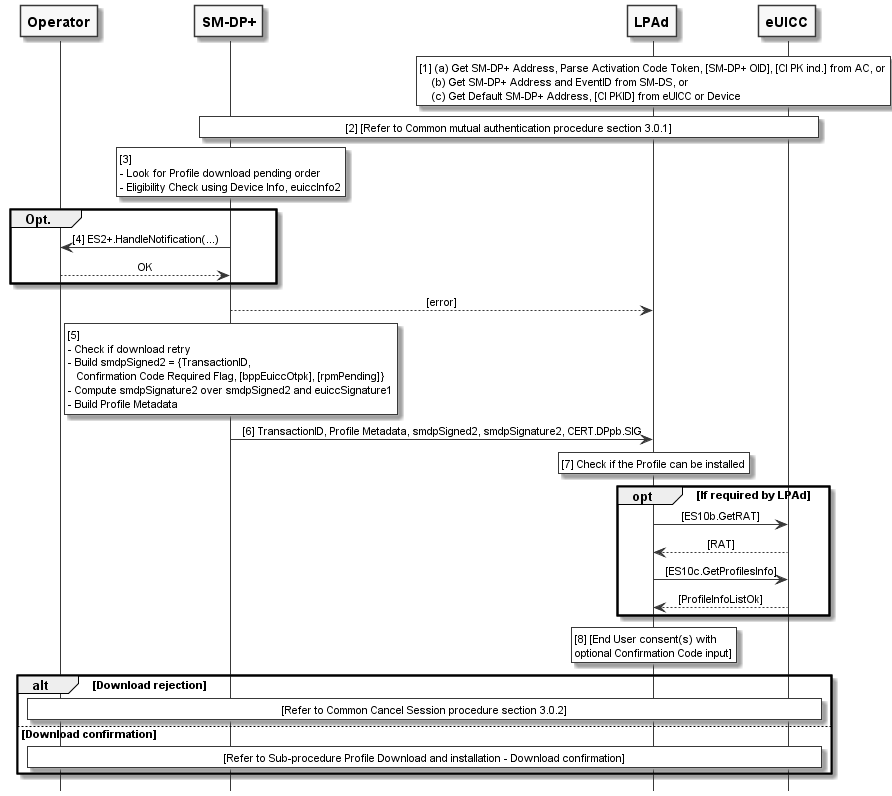 Operator
SM-DP+
LPAd
eUICC
[1] (a) Get SM-DP+ Address, Parse Activation Code Token, [SM-DP+ OID], [CI PK ind.] from AC, or
(b) Get SM-DP+ Address and EventID from SM-DS, or
(c) Get Default SM-DP+ Address, [CI PKID] from eUICC or Device
[2] [Refer to Common mutual authentication procedure section 3.0.1]
[3]
- Look for Profile download pending order
- Eligibility Check using Device Info, euiccInfo2
Opt.
[4] ES2+.HandleNotification(...)
OK
[error]
[5]
- Check if download retry
- Build smdpSigned2 = {TransactionID,
Confirmation Code Required Flag, [bppEuiccOtpk], [rpmPending]}
- Compute smdpSignature2 over smdpSigned2 and euiccSignature1
- Build Profile Metadata
[6] TransactionID, Profile Metadata, smdpSigned2, smdpSignature2, CERT.DPpb.SIG
[7] Check if the Profile can be installed
opt [If required by LPAd]
[ES10b.GetRAT]
[RAT]
[ES10c.GetProfilesInfo]
[ProfileInfoListOk]
[8] [End User consent(s) with
optional Confirmation Code input]
alt [Download rejection]
[Refer to Common Cancel Session procedure section 3.0.2]
[Download confirmation]
[Refer to Sub-procedure Profile Download and installation - Download confirmation]